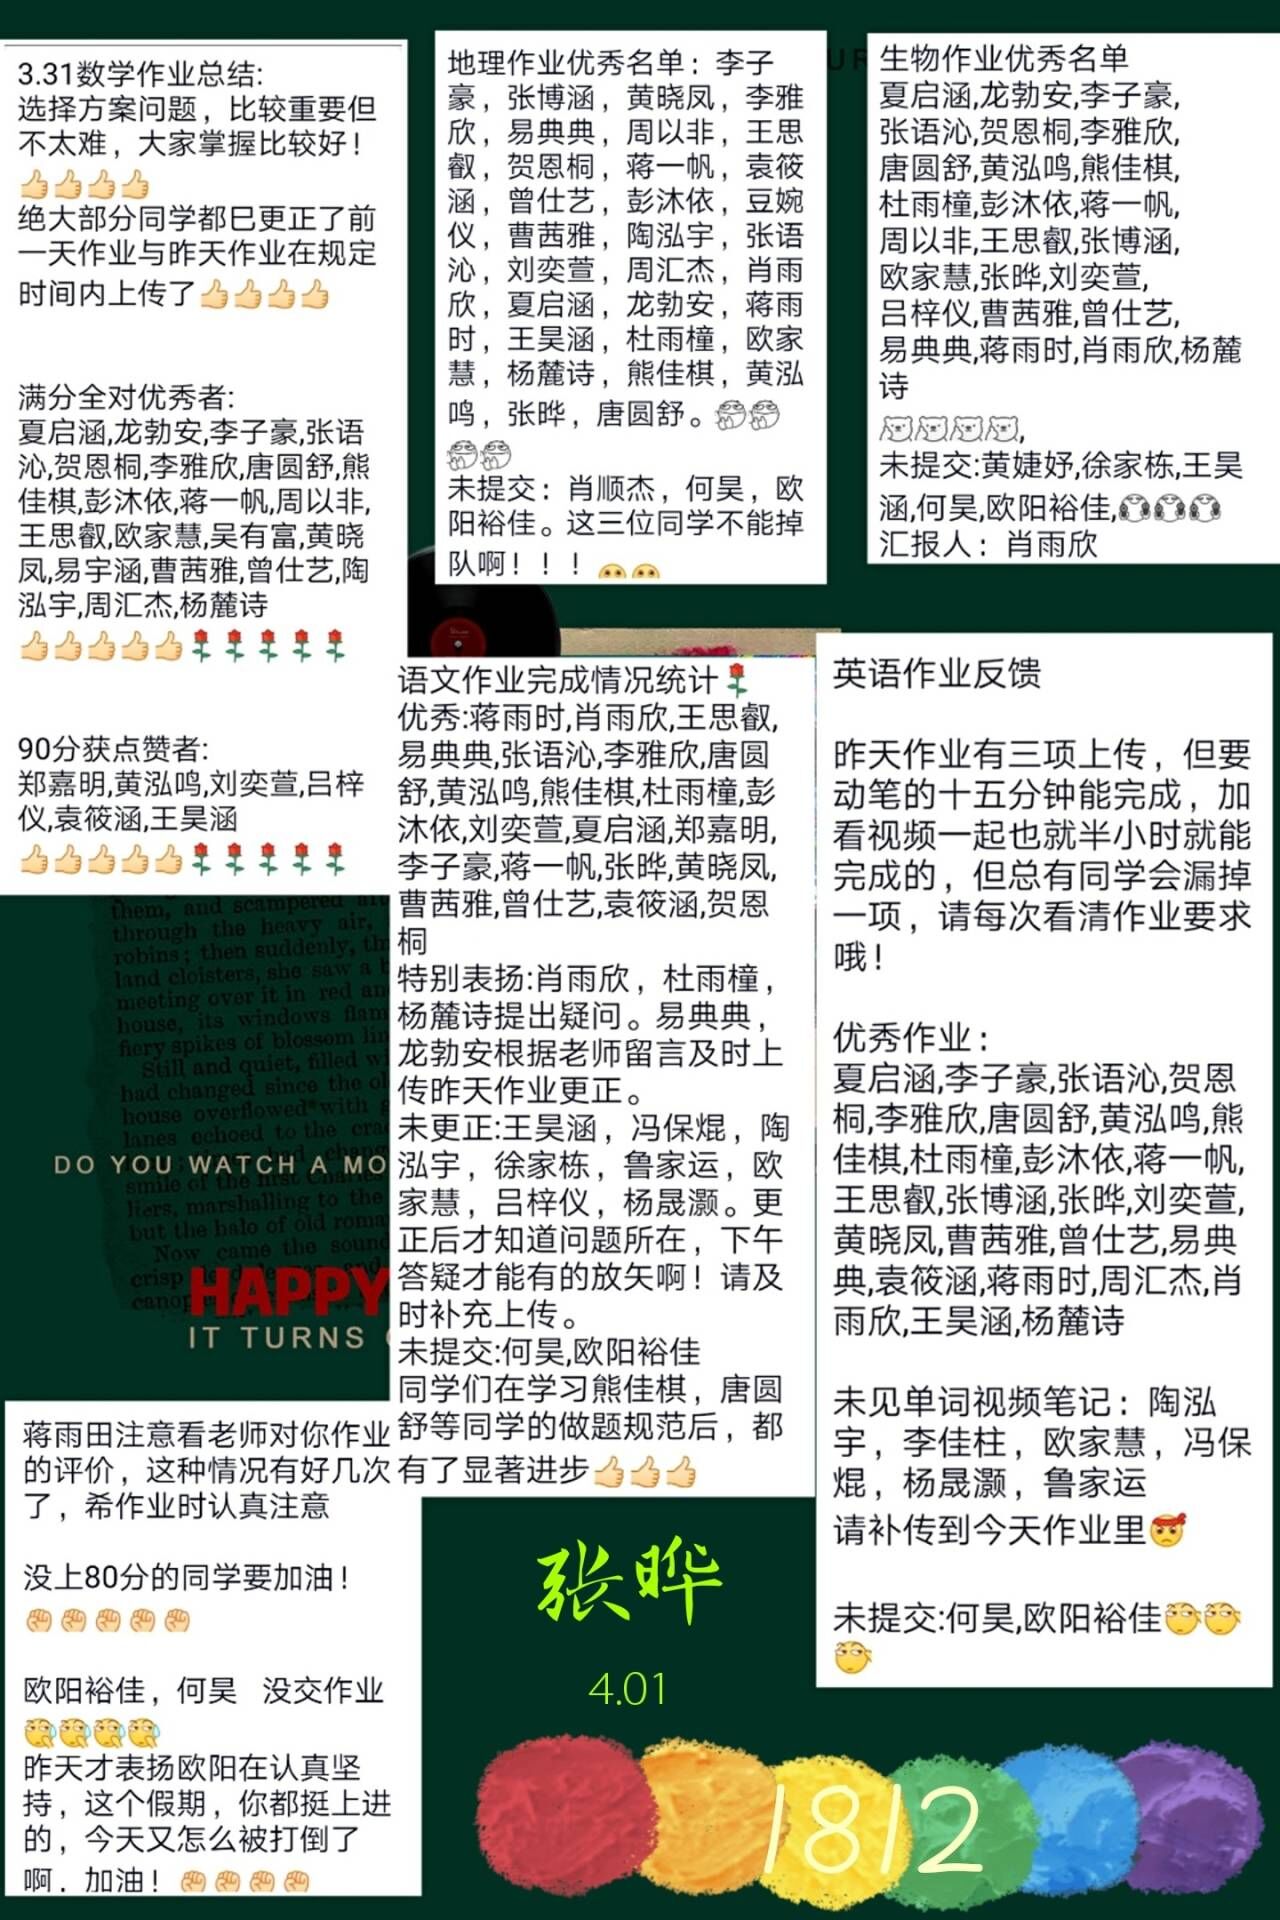 3.31数学作业总结:
选择方案问题，比较重要但
不太难，大家掌握比较好！
👍👍👍👍
绝大部分同学都巳更正了前
一天作业与昨天作业在规定
时间内上传了👍👍👍👍
满分全对优秀者:
夏启涵,龙勃安,李子豪,张语
沁,贺恩桐,李雅欣,唐圆舒,熊
佳棋,彭沐依,蒋一帆,周以非,
王思叡,欧家慧,吴有富,黄晓
凤,易宇涵,曹茜雅,曾仕艺,陶
泓宇,周汇杰,杨麓诗
👍👍👍👍👍🌹🌹🌹🌹🌹
90分获点赞者:
郑嘉明,黄泓鸣,刘奕萱,吕梓
仪,袁筱涵,王昊涵
👍👍👍👍👍🌹🌹🌹🌹🌹
地理作业优秀名单：李子
豪，张博涵，黄晓凤，李雅
欣，易典典，周以非，王思
叡，贺恩桐，蒋一帆，袁筱
涵，曾仕艺，彭沐依，豆婉
仪，曹茜雅，陶泓宇，张语
沁，刘奕萱，周汇杰，肖雨
欣，夏启涵，龙勃安，蒋雨
时，王昊涵，杜雨橦，欧家
慧，杨麓诗，熊佳棋，黄泓
鸣，张晔，唐圆舒。
未提交：肖顺杰，何昊，欧
阳裕佳。这三位同学不能掉
队啊！！！
UR
生物作业优秀名单
夏启涵,龙勃安,李子豪,
张语沁,贺恩桐,李雅欣,
唐圆舒,黄泓鸣,熊佳棋,
杜雨橦,彭沐依,蒋一帆,
周以非,王思叡,张博涵,
欧家慧,张晔,刘奕萱,
吕梓仪,曹茜雅,曾仕艺,
易典典,蒋雨时,肖雨欣,杨麓
诗
,
未提交:黄婕妤,徐家栋,王昊
涵,何昊,欧阳裕佳,
汇报人：肖雨欣
语文作业完成情况统计🌹
优秀:蒋雨时,肖雨欣,王思叡,
易典典,张语沁,李雅欣,唐圆
舒,黄泓鸣,熊佳棋,杜雨橦,彭
沐依,刘奕萱,夏启涵,郑嘉明,
李子豪,蒋一帆,张晔,黄晓凤,
曹茜雅,曾仕艺,袁筱涵,贺恩
桐
特别表扬:肖雨欣，杜雨橦，
杨麓诗提出疑问。易典典，
龙勃安根据老师留言及时上
传昨天作业更正。
未更正:王昊涵，冯保焜，陶
泓宇，徐家栋，鲁家运，欧
家慧，吕梓仪，杨晟灏。更
正后才知道问题所在，下午
答疑才能有的放矢啊！请及
时补充上传。
未提交:何昊,欧阳裕佳
同学们在学习熊佳棋，唐圆
舒等同学的做题规范后，都
有了显著进步👍👍👍
英语作业反馈
昨天作业有三项上传，但要
动笔的十五分钟能完成，加
看视频一起也就半小时就能
完成的，但总有同学会漏掉
一项，请每次看清作业要求
哦！
优秀作业：
夏启涵,李子豪,张语沁,贺恩
桐,李雅欣,唐圆舒,黄泓鸣,熊
佳棋,杜雨橦,彭沐依,蒋一帆,
王思叡,张博涵,张晔,刘奕萱,
黄晓凤,曹茜雅,曾仕艺,易典
典,袁筱涵,蒋雨时,周汇杰,肖
雨欣,王昊涵,杨麓诗
未见单词视频笔记：陶泓
宇，李佳柱，欧家慧，冯保
焜，杨晟灏，鲁家运
请补传到今天作业里
未提交:何昊,欧阳裕佳
them, and scampered
through the heavy air,
robins; then suddenly,
land cloisters, she saw a
meeting over it in red
house, its windows
fiery spikes of blossom
Still and quiet, filled
had changed since the
house overflowed with
lanes echoed to the
DO YOU WATCH A MO
smile of the first Charles
liers, marshalling to the
but the halo of old
Now came the sound
crisp
HAPPY
IT TURNS
蒋雨田注意看老师对你作业
的评价，这种情况有好几次
了，希作业时认真注意
没上80分的同学要加油！
✊✊✊✊✊
欧阳裕佳，何昊 没交作业
昨天才表扬欧阳在认真坚
持，这个假期，你都挺上进
的，今天又怎么被打倒了
啊，加油！✊✊✊✊
张晔
4.01
1812